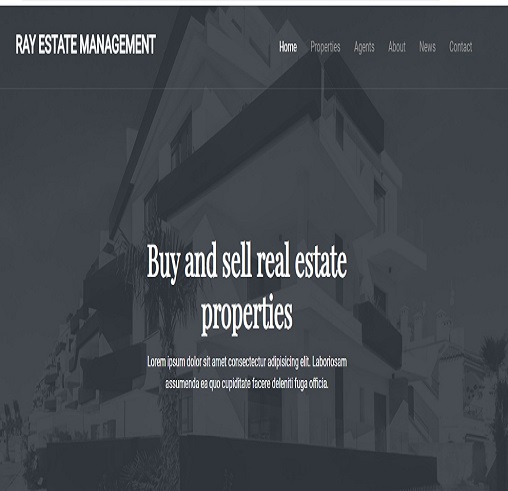 RAY ESTATE MANAGEMENT
Home Properties Agents About News Contact
Buy and sell real estate
properties
Lorem ipsum dolor sit amet consectetur adipisicing elit. Laboriosam
assumenda ea quo cupiditate facere deleniti fuga officia.